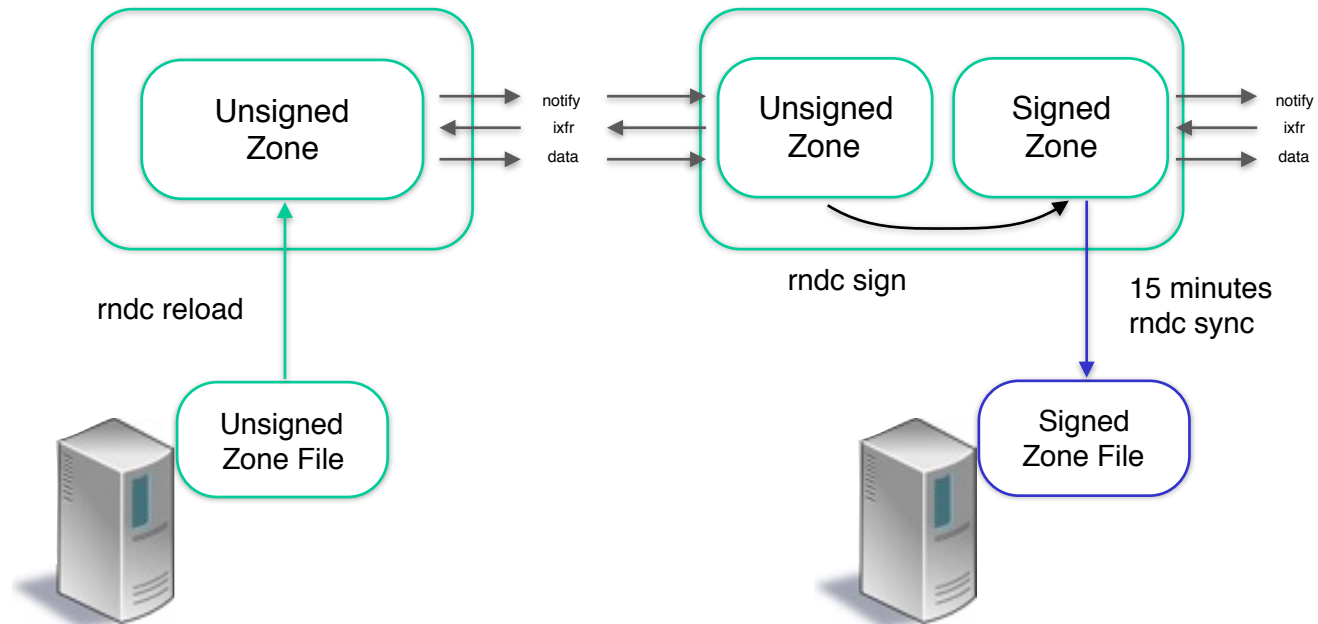 Unsigned
Zone
notify
ixfr
data
Unsigned
Zone
Signed
Zone
notify
ixfr
data
rndc reload
rndc sign
15 minutes
rndc sync
Unsigned
Zone File
Signed
Zone File